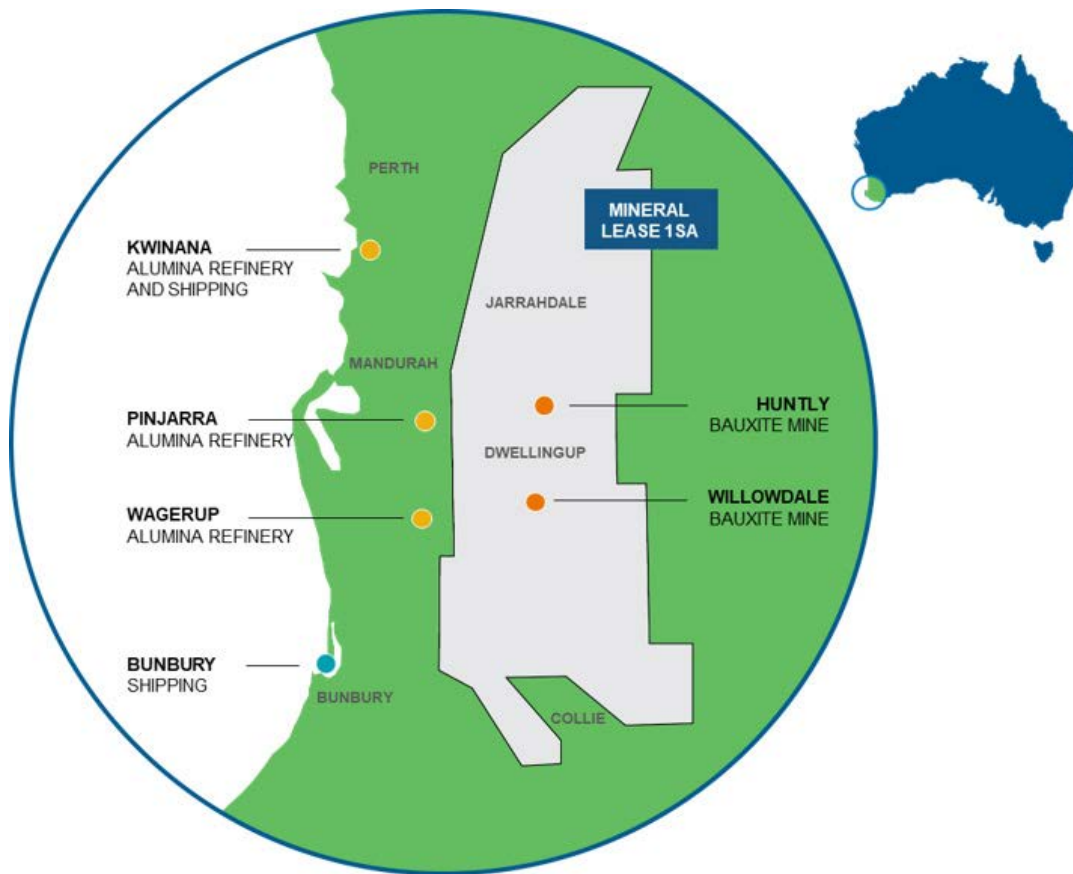 PERTH
MINERAL
LEASE 1SA
KWINANA
ALUMINA REFINERY
AND SHIPPING
JARRAHDALE
MANDURAH
PINJARRA
ALUMINA REFINERY
HUNTLY
BAUXITE MINE
DWELLINGUP
WAGERUP
ALUMINA REFINERY
WILLOWDALE
BAUXITE MINE
BUNBURY
SHIPPING
BUNBURY
COLLIE